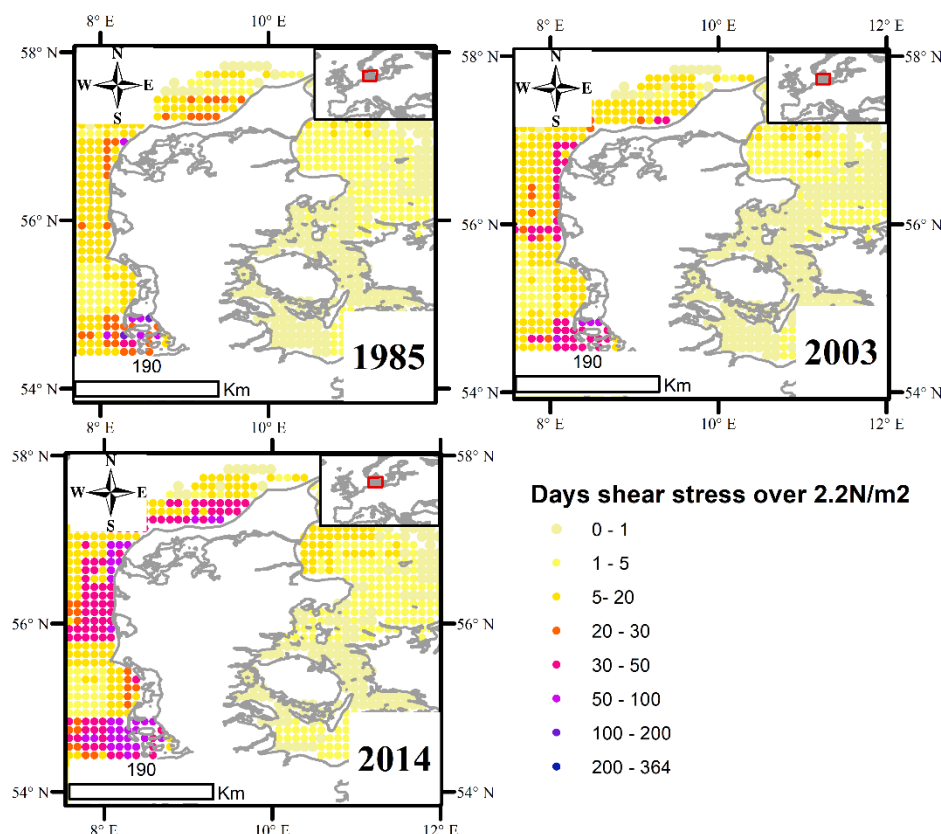 8° E 10° E
58° N
N
W E
S
56° N
54° N
190
Km
1985
8° E 10° E 12° E
58° N
N
W E
S
56° N
54° N
190
Km
2003
8° E 10° E 12° E
8° E 10° E
58° N
N
W E
S
56° N
54° N
190
Km
2014
8° E 10° E 12° E
Days shear stress over 2.2N/m2
0 - 1
1 - 5
5- 20
20 - 30
30 - 50
50 - 100
100 - 200
200 - 364